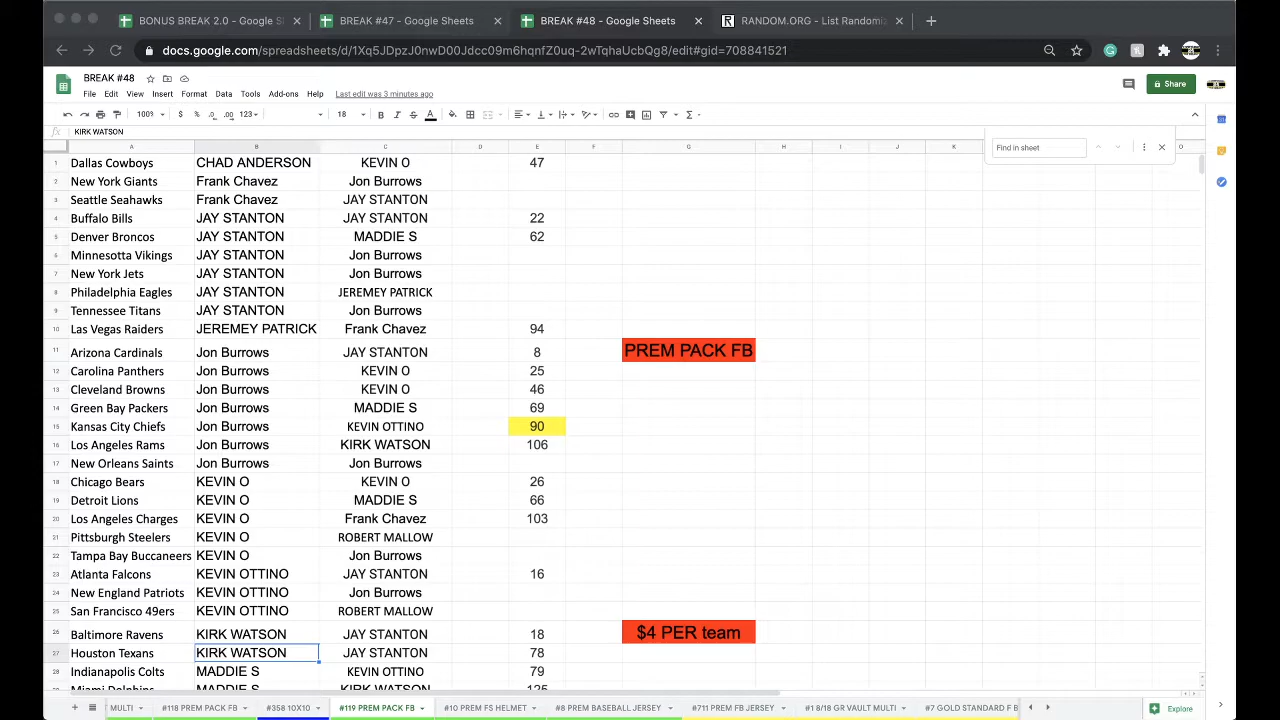 BONUS BREAK 2.0 - Google S
BREAK #47 - Google Sheets
BREAK #48 - Google Sheets
RANDOM.ORG - List Randomiz
docs.google.com/spreadsheets/d/1Xq5JDpzJ0nwD00Jdcc09m6hqnfZ0uq-2wTqhaUcbQg8/edit#gid=708841521
BREAK #48
File Edit View Insert Format Data Tools Add-ons Help Last edit was 3 minutes ago
Share
100% $ % .0 .00 123 18 B I S A
fx KIRK WATSON
Find in sheet
A B C D E F G H I J K O
1 Dallas Cowboys CHAD ANDERSON KEVIN O 47
2 New York Giants Frank Chavez Jon Burrows
3 Seattle Seahawks Frank Chavez JAY STANTON
4 Buffalo Bills JAY STANTON JAY STANTON 22
5 Denver Broncos JAY STANTON MADDIE S 62
6 Minnesotta Vikings JAY STANTON Jon Burrows
7 New York Jets JAY STANTON Jon Burrows
8 Philadelphia Eagles JAY STANTON JEREMEY PATRICK
9 Tennessee Titans JAY STANTON Jon Burrows
10 Las Vegas Raiders JEREMEY PATRICK Frank Chavez 94
11 Arizona Cardinals Jon Burrows JAY STANTON 8 PREM PACK FB
12 Carolina Panthers Jon Burrows KEVIN O 25
13 Cleveland Browns Jon Burrows KEVIN O 46
14 Green Bay Packers Jon Burrows MADDIE S 69
15 Kansas City Chiefs Jon Burrows KEVIN OTTINO 90
16 Los Angeles Rams Jon Burrows KIRK WATSON 106
17 New Orleans Saints Jon Burrows Jon Burrows
18 Chicago Bears KEVIN O KEVIN O 26
19 Detroit Lions KEVIN O MADDIE S 66
20 Los Angeles Charges KEVIN O Frank Chavez 103
21 Pittsburgh Steelers KEVIN O ROBERT MALLOW
22 Tampa Bay Buccaneers KEVIN O Jon Burrows
23 Atlanta Falcons KEVIN OTTINO JAY STANTON 16
24 New England Patriots KEVIN OTTINO Jon Burrows
25 San Francisco 49ers KEVIN OTTINO ROBERT MALLOW
26 Baltimore Ravens KIRK WATSON JAY STANTON 18 $4 PER team
27 Houston Texans KIRK WATSON JAY STANTON 78
28 Indianapolis Colts MADDIE S KEVIN OTTINO 79
Miami Dolphins MADDIE S KIRK WATSON 125
MULTI #118 PREM PACK FB #358 10X10 #119 PREM PACK FB #10 PREM FS HELMET #8 PREM BASEBALL JERSEY #711 PREM FB JERSEY #1 8/18 GR VAULT MULTI #7 GOLD STANDARD F B Explore